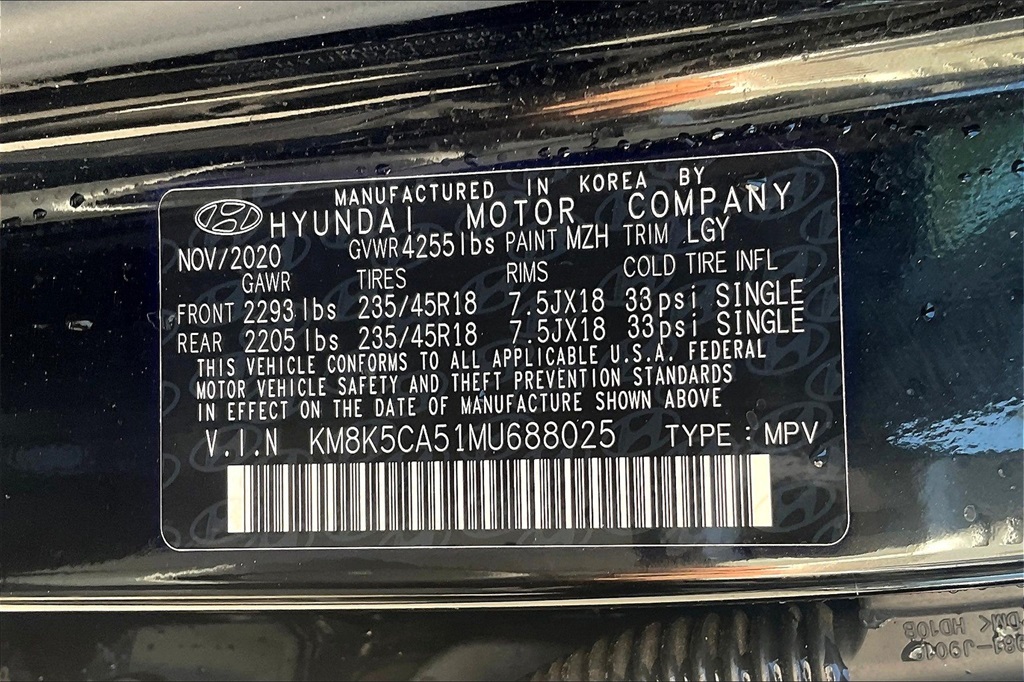 MANUFACTURED IN KOREA BY
HYUNDAI MOTOR COMPANY
NOV/2020 GVWR 4255lbs PAINT MZH TRIM LGY
GAWR TIRES RIMS COLD TIRE INFL
FRONT 2293 lbs 235/45R18 7.5JX18 33psi SINGLE
REAR 2205 lbs 235/45R18 7.5JX18 33psi SINGLE
THIS VEHICLE CONFORMS TO ALL APPLICABLE U.S.A. FEDERAL
MOTOR VEHICLE SAFETY AND THEFT PREVENTION STANDARDS
IN EFFECT ON THE DATE OF MANUFACTURE SHOWN ABOVE
V.I.N KM8K5CA51MU688025 TYPE : MPV